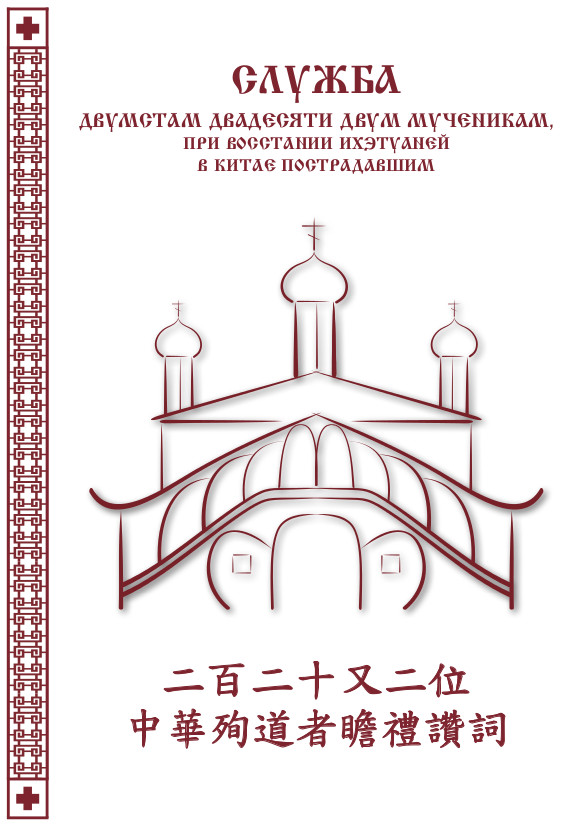 СЛУЖБА
ДВУМСТАМ ДВАДЕСЯТИ ДВУМ МУЧЕНИКАМ,
ПРИ ВОССТАНИИ ИХЭТУАНЕЙ
В КИТАЕ ПОСТРАДАВШИМ
二百二十又二位
中華殉道者瞻禮讚詞